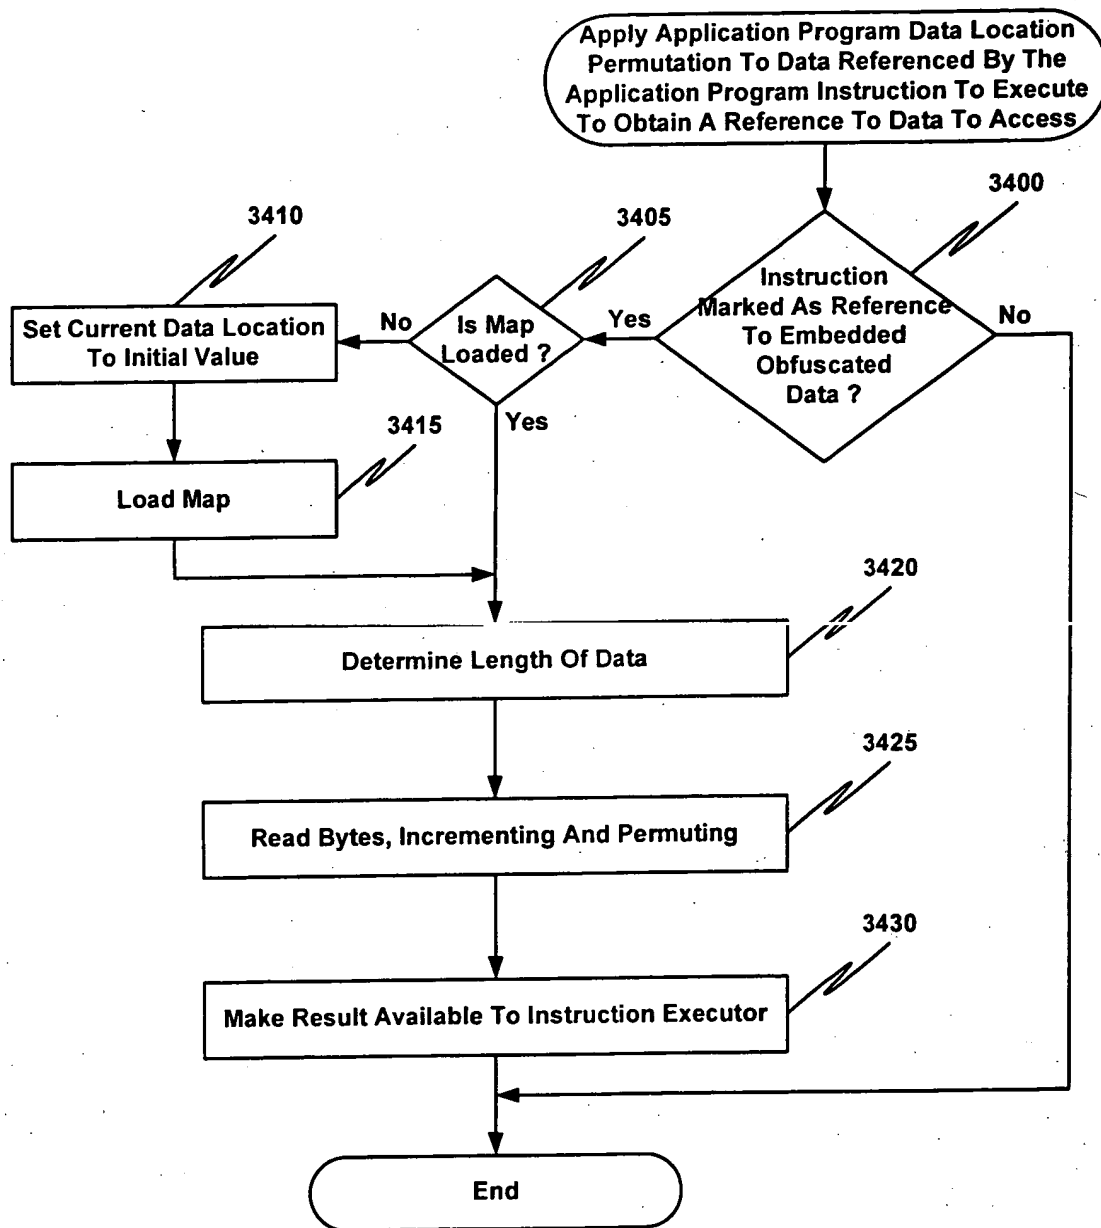 Apply Application Program Data Location
Permutation To Data Referenced By The
Application Program Instruction To Execute
To Obtain A Reference To Data To Access
3400
Instruction
Marked As Reference
To Embedded
Obfuscated
Data ?
No
Yes
3405
Is Map
Loaded ?
No
Yes
3410
Set Current Data Location
To Initial Value
3415
Load Map
3420
Determine Length Of Data
3425
Read Bytes, Incrementing And Permuting
3430
Make Result Available To Instruction Executor
End